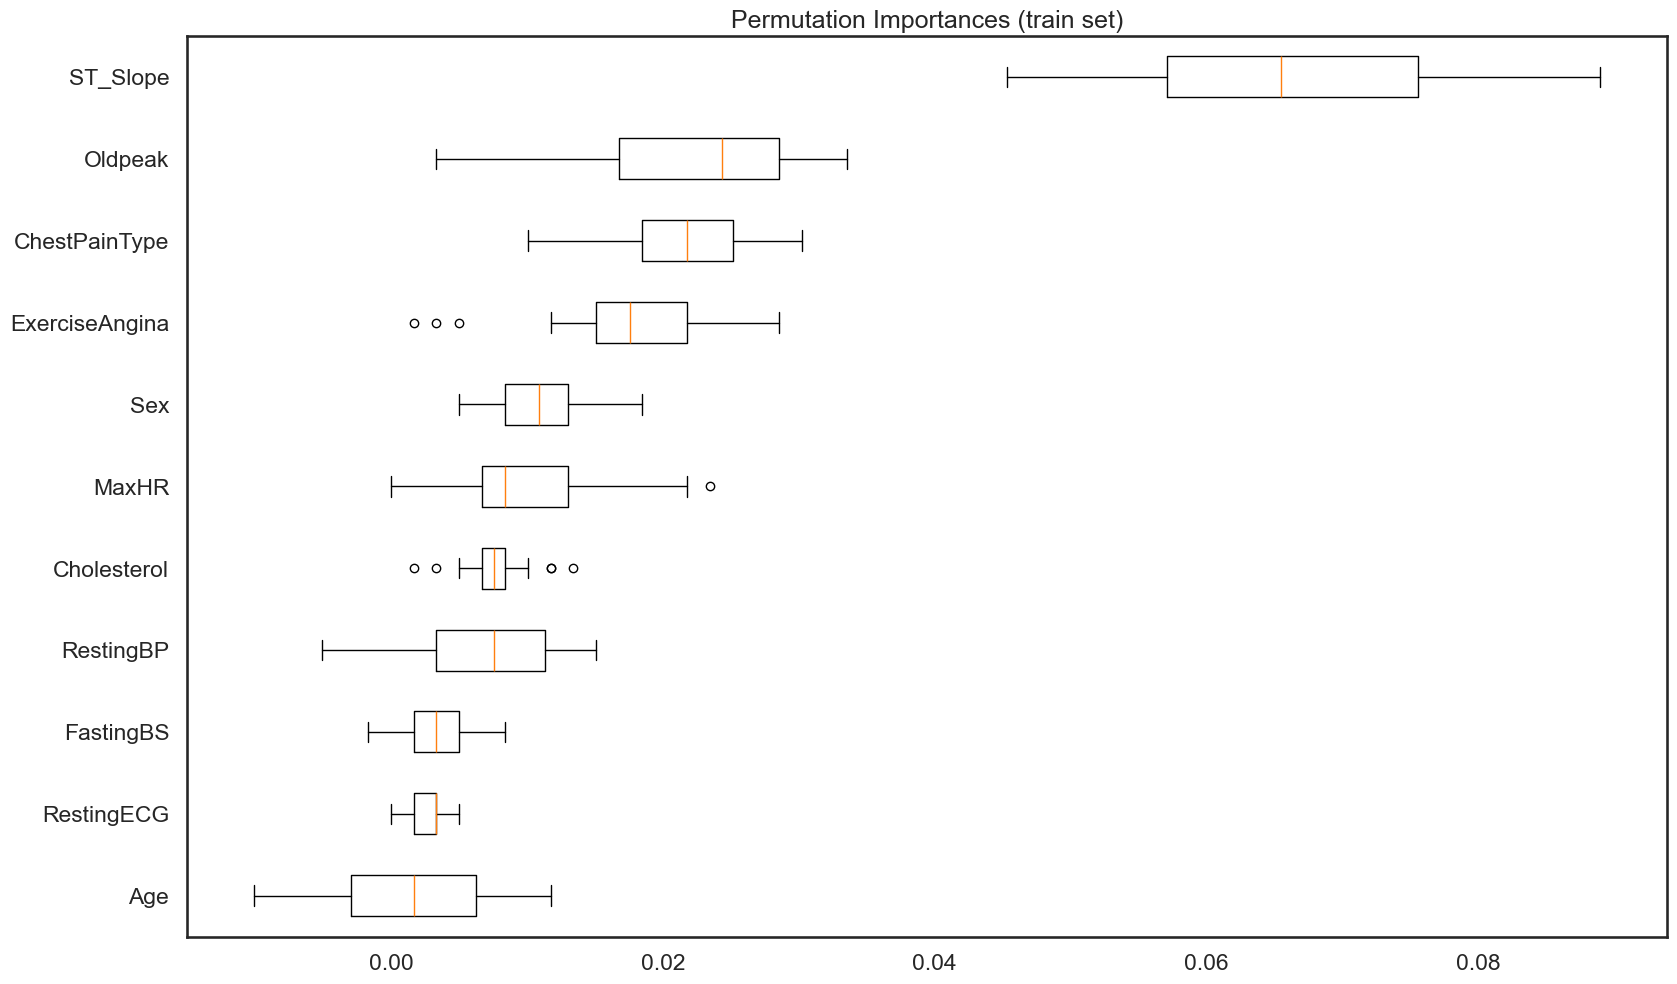 Permutation Importances (train set)
ST_Slope
Oldpeak
ChestPainType
ExerciseAngina
Sex
MaxHR
Cholesterol
RestingBP
FastingBS
RestingECG
Age
0.00 0.02 0.04 0.06 0.08